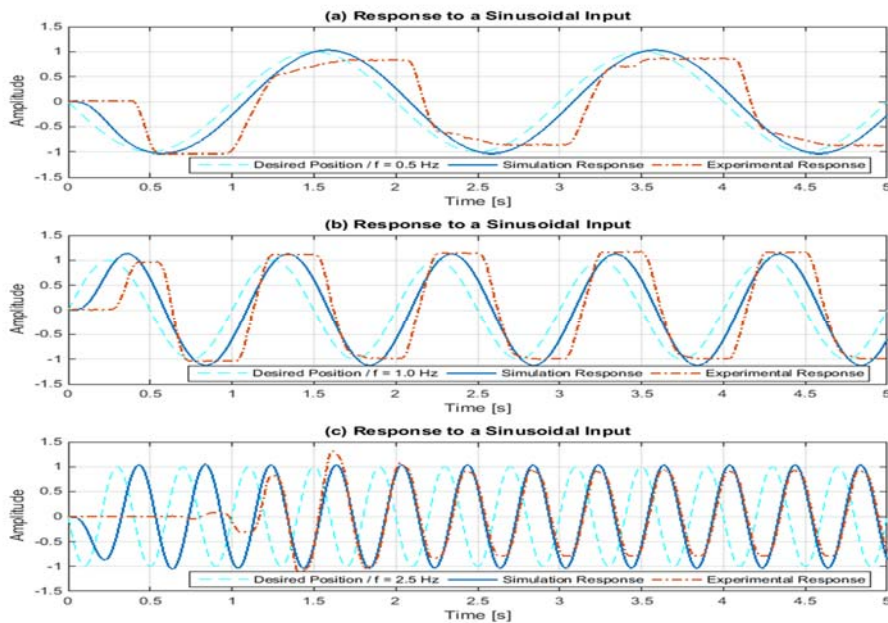 (a) Response to a Sinusoidal Input
1.5
1
0.5
0
-0.5
-1
-1.5
Amplitude
Desired Position / f = 0.5 Hz Simulation Response Experimental Response
0 0.5 1 1.5 2 2.5 3 3.5 4 4.5 5
Time [s]
(b) Response to a Sinusoidal Input
1.5
1
0.5
0
-0.5
-1
-1.5
Amplitude
Desired Position / f = 1.0 Hz Simulation Response Experimental Response
0 0.5 1 1.5 2 2.5 3 3.5 4 4.5 5
Time [s]
(c) Response to a Sinusoidal Input
1.5
1
0.5
0
-0.5
-1
-1.5
Amplitude
Desired Position / f = 2.5 Hz Simulation Response Experimental Response
0 0.5 1 1.5 2 2.5 3 3.5 4 4.5 5
Time [s]